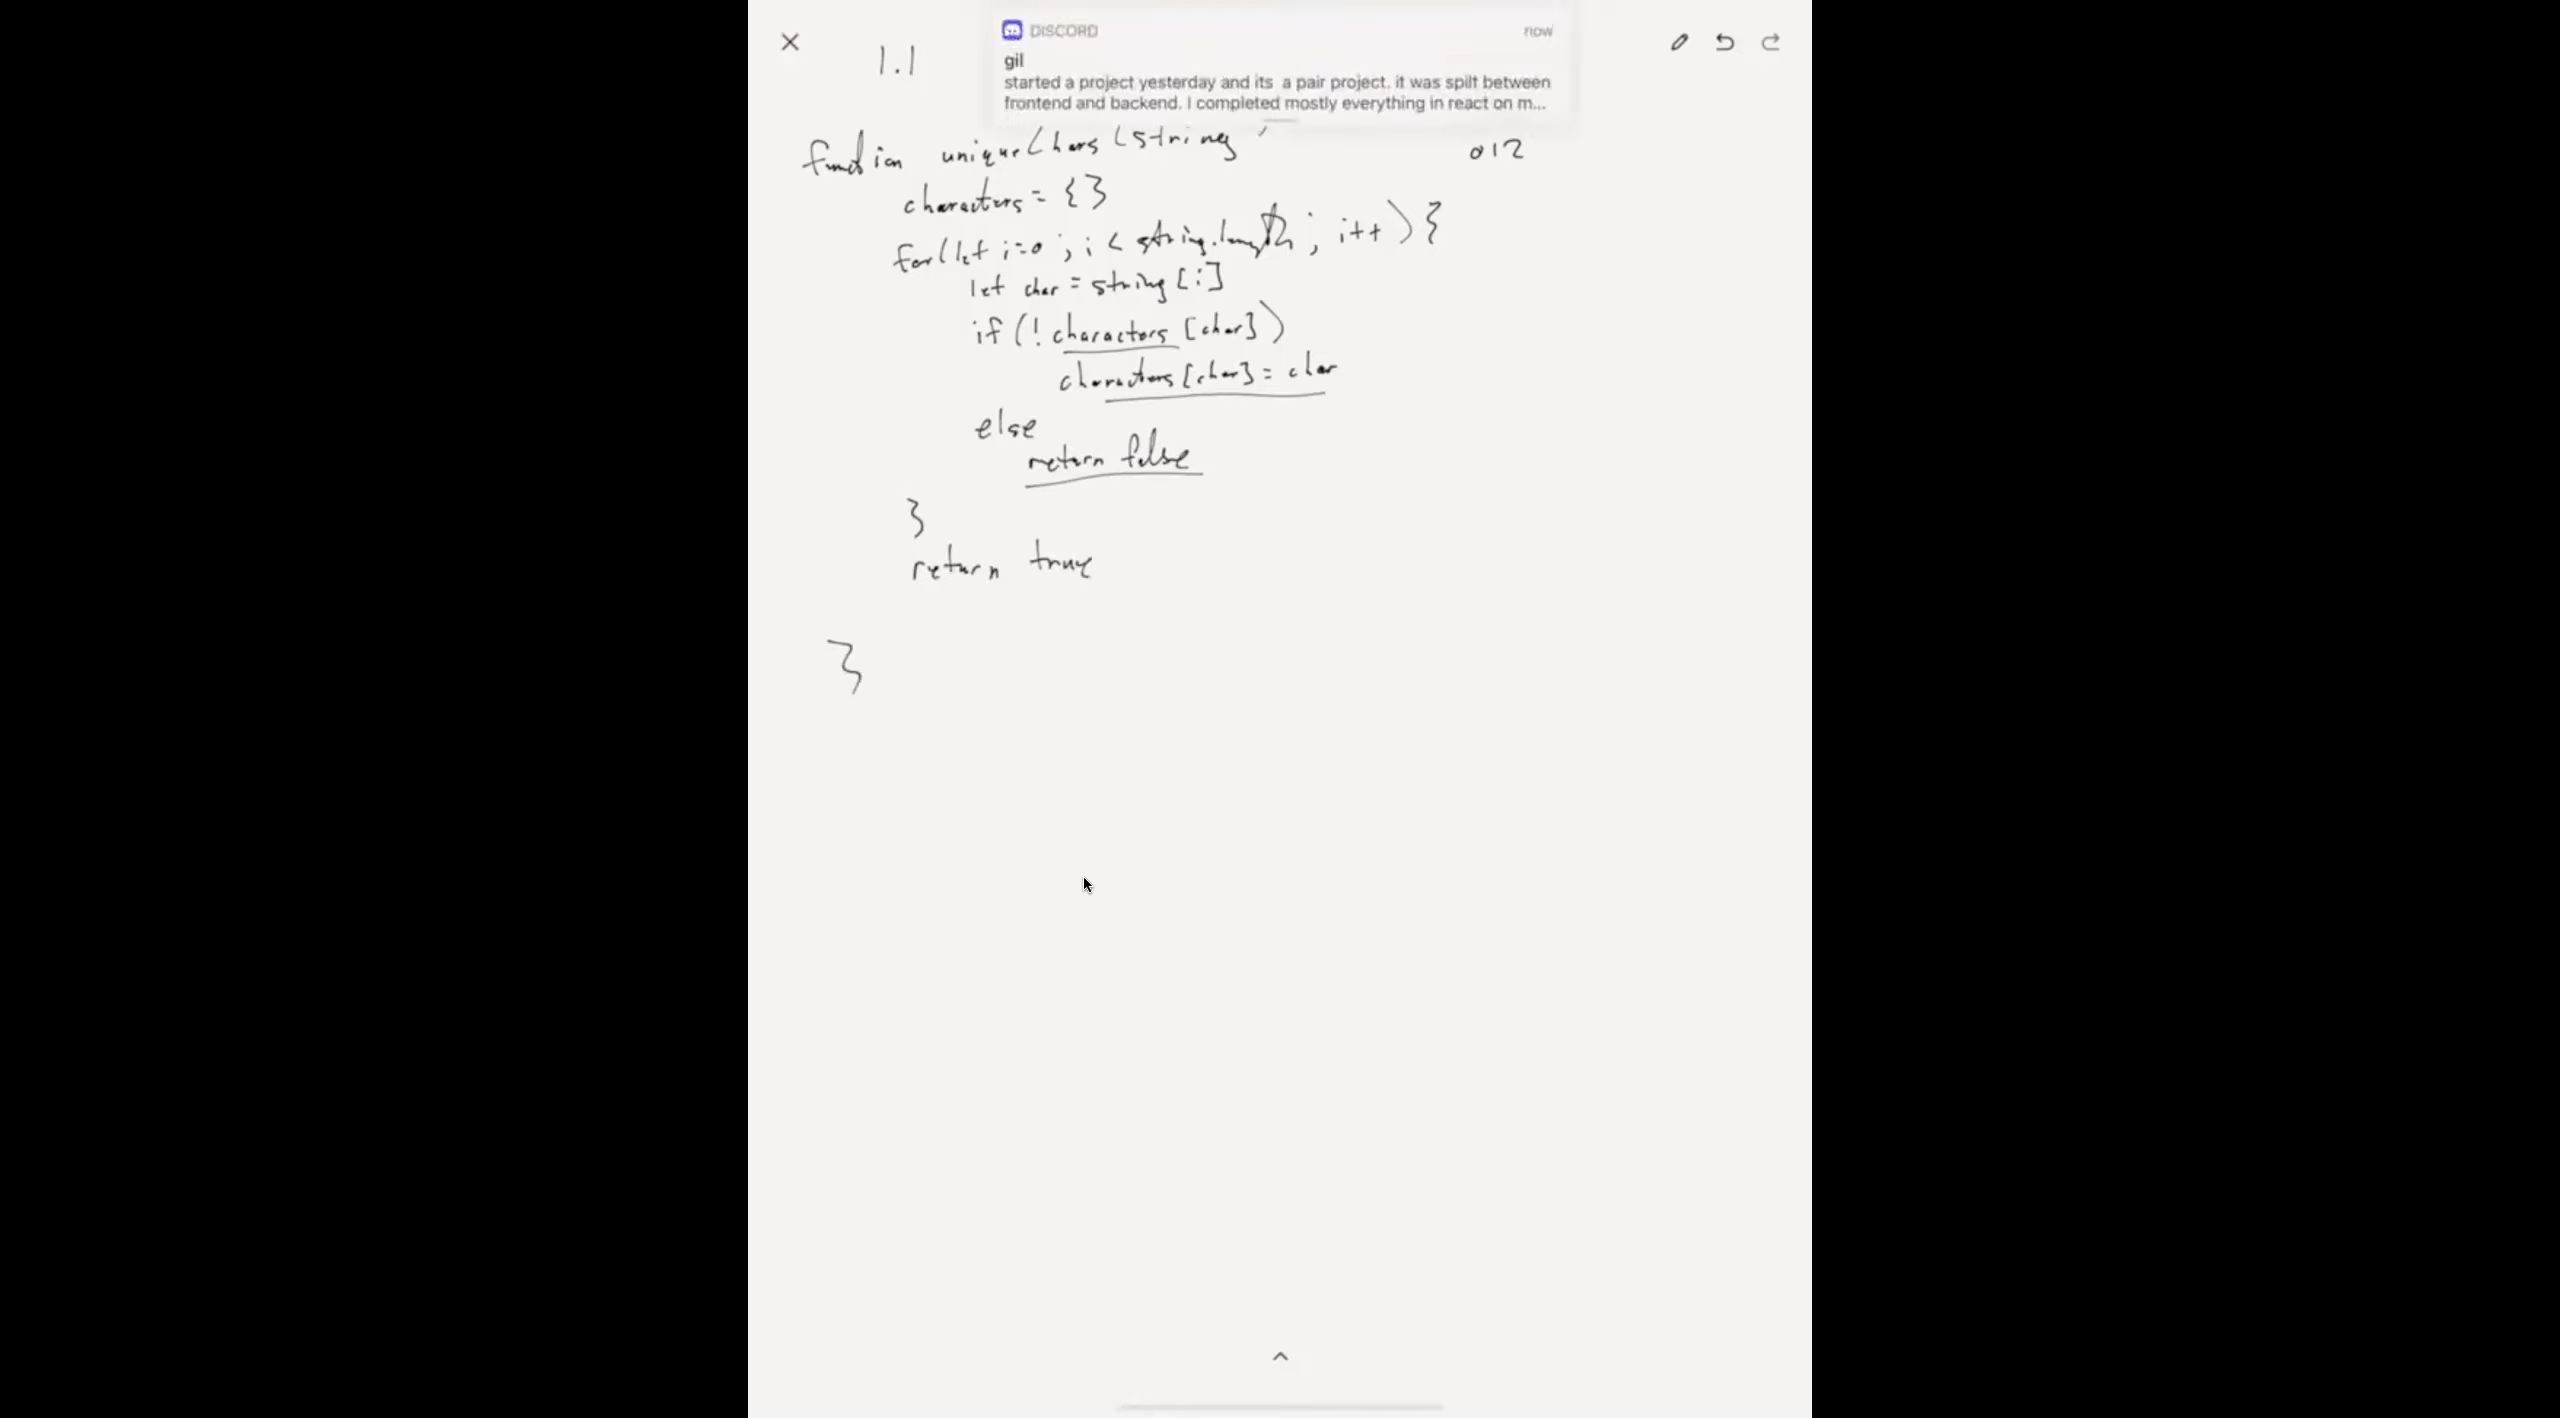 1.1
DISCORD now
gil
started a project yesterday and its a pair project. it was spilt between
frontend and backend. I completed mostly everything in react on m...
function uniqueChars (string
012
characters = { }
for(let i=0 ; i < string.length ; i++ ) {
let char = string [i]
if (! charactors [char])
characters [char] = char
else
return false
}
return true
}